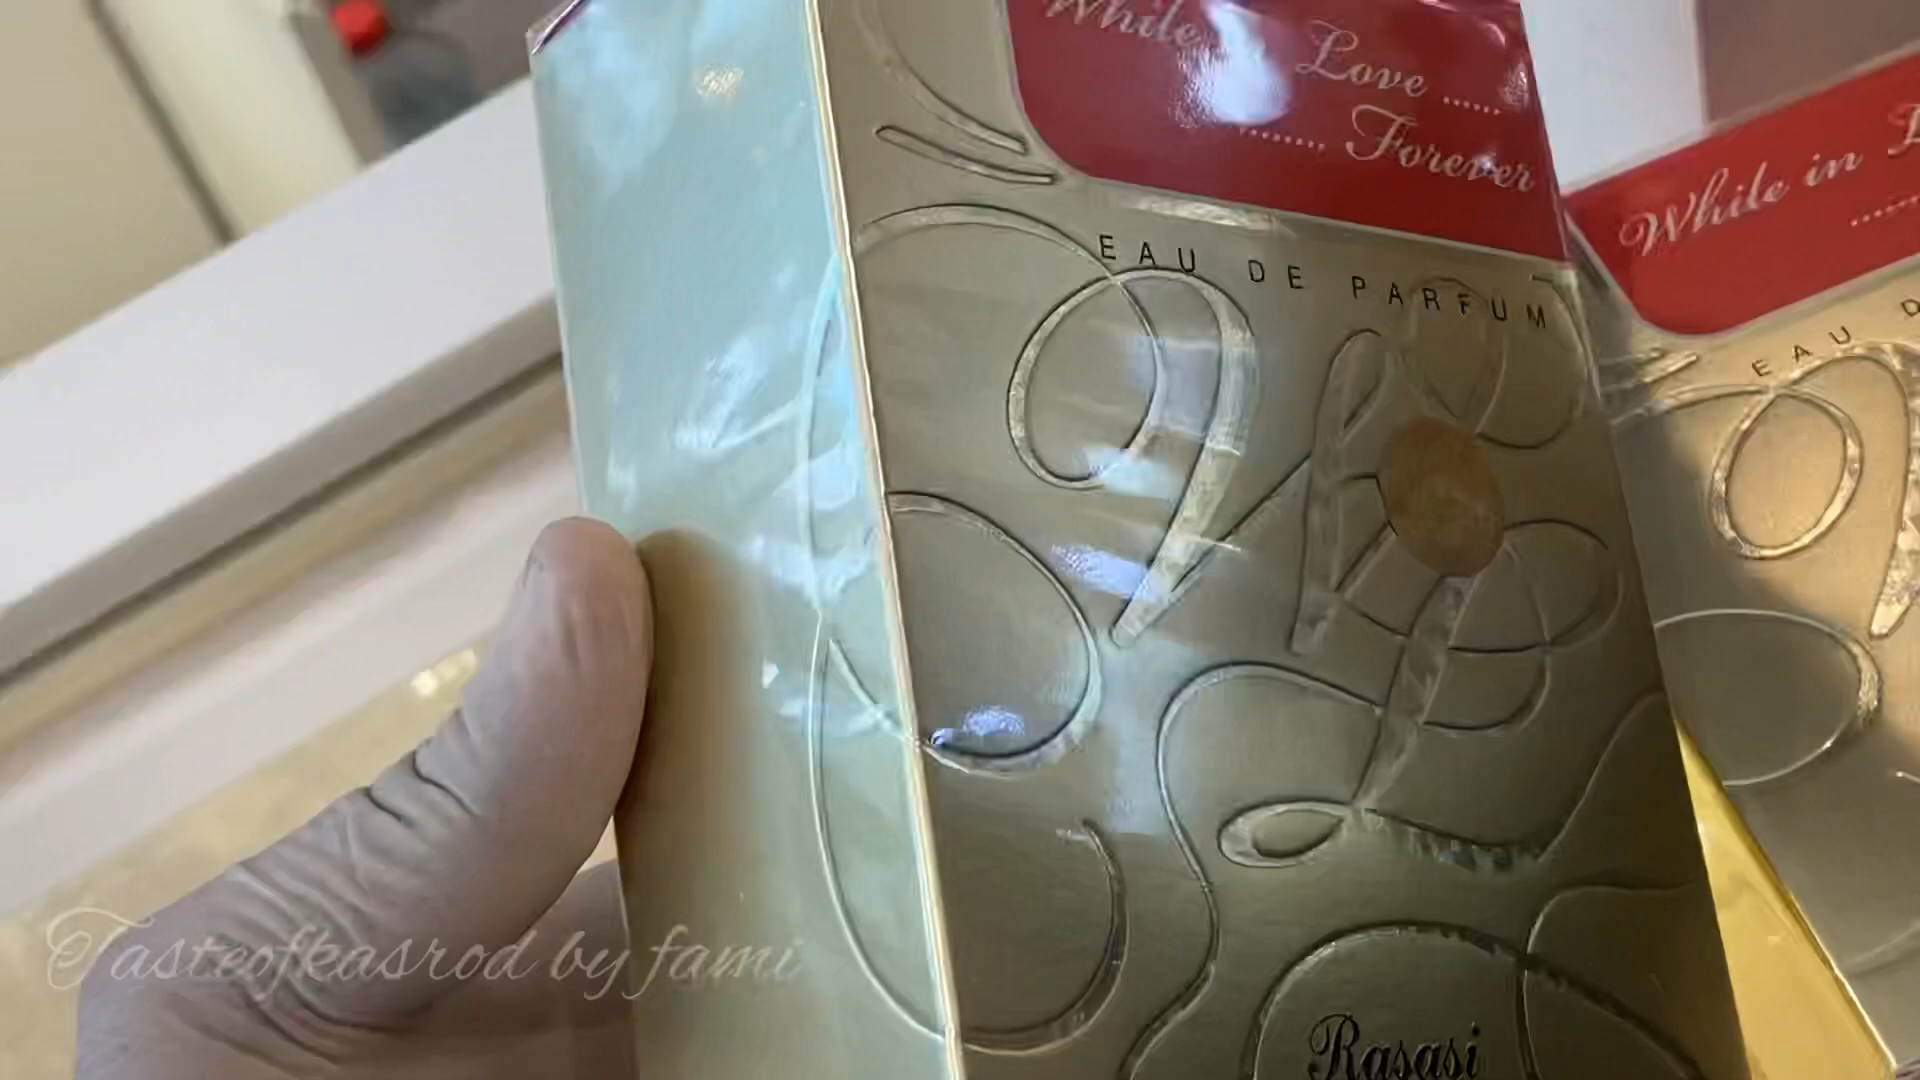 While in Love ......
........ Forever
EAU DE PARFUM
Rasasi
While in
........
EAU D
Tasteofkasrod by fami